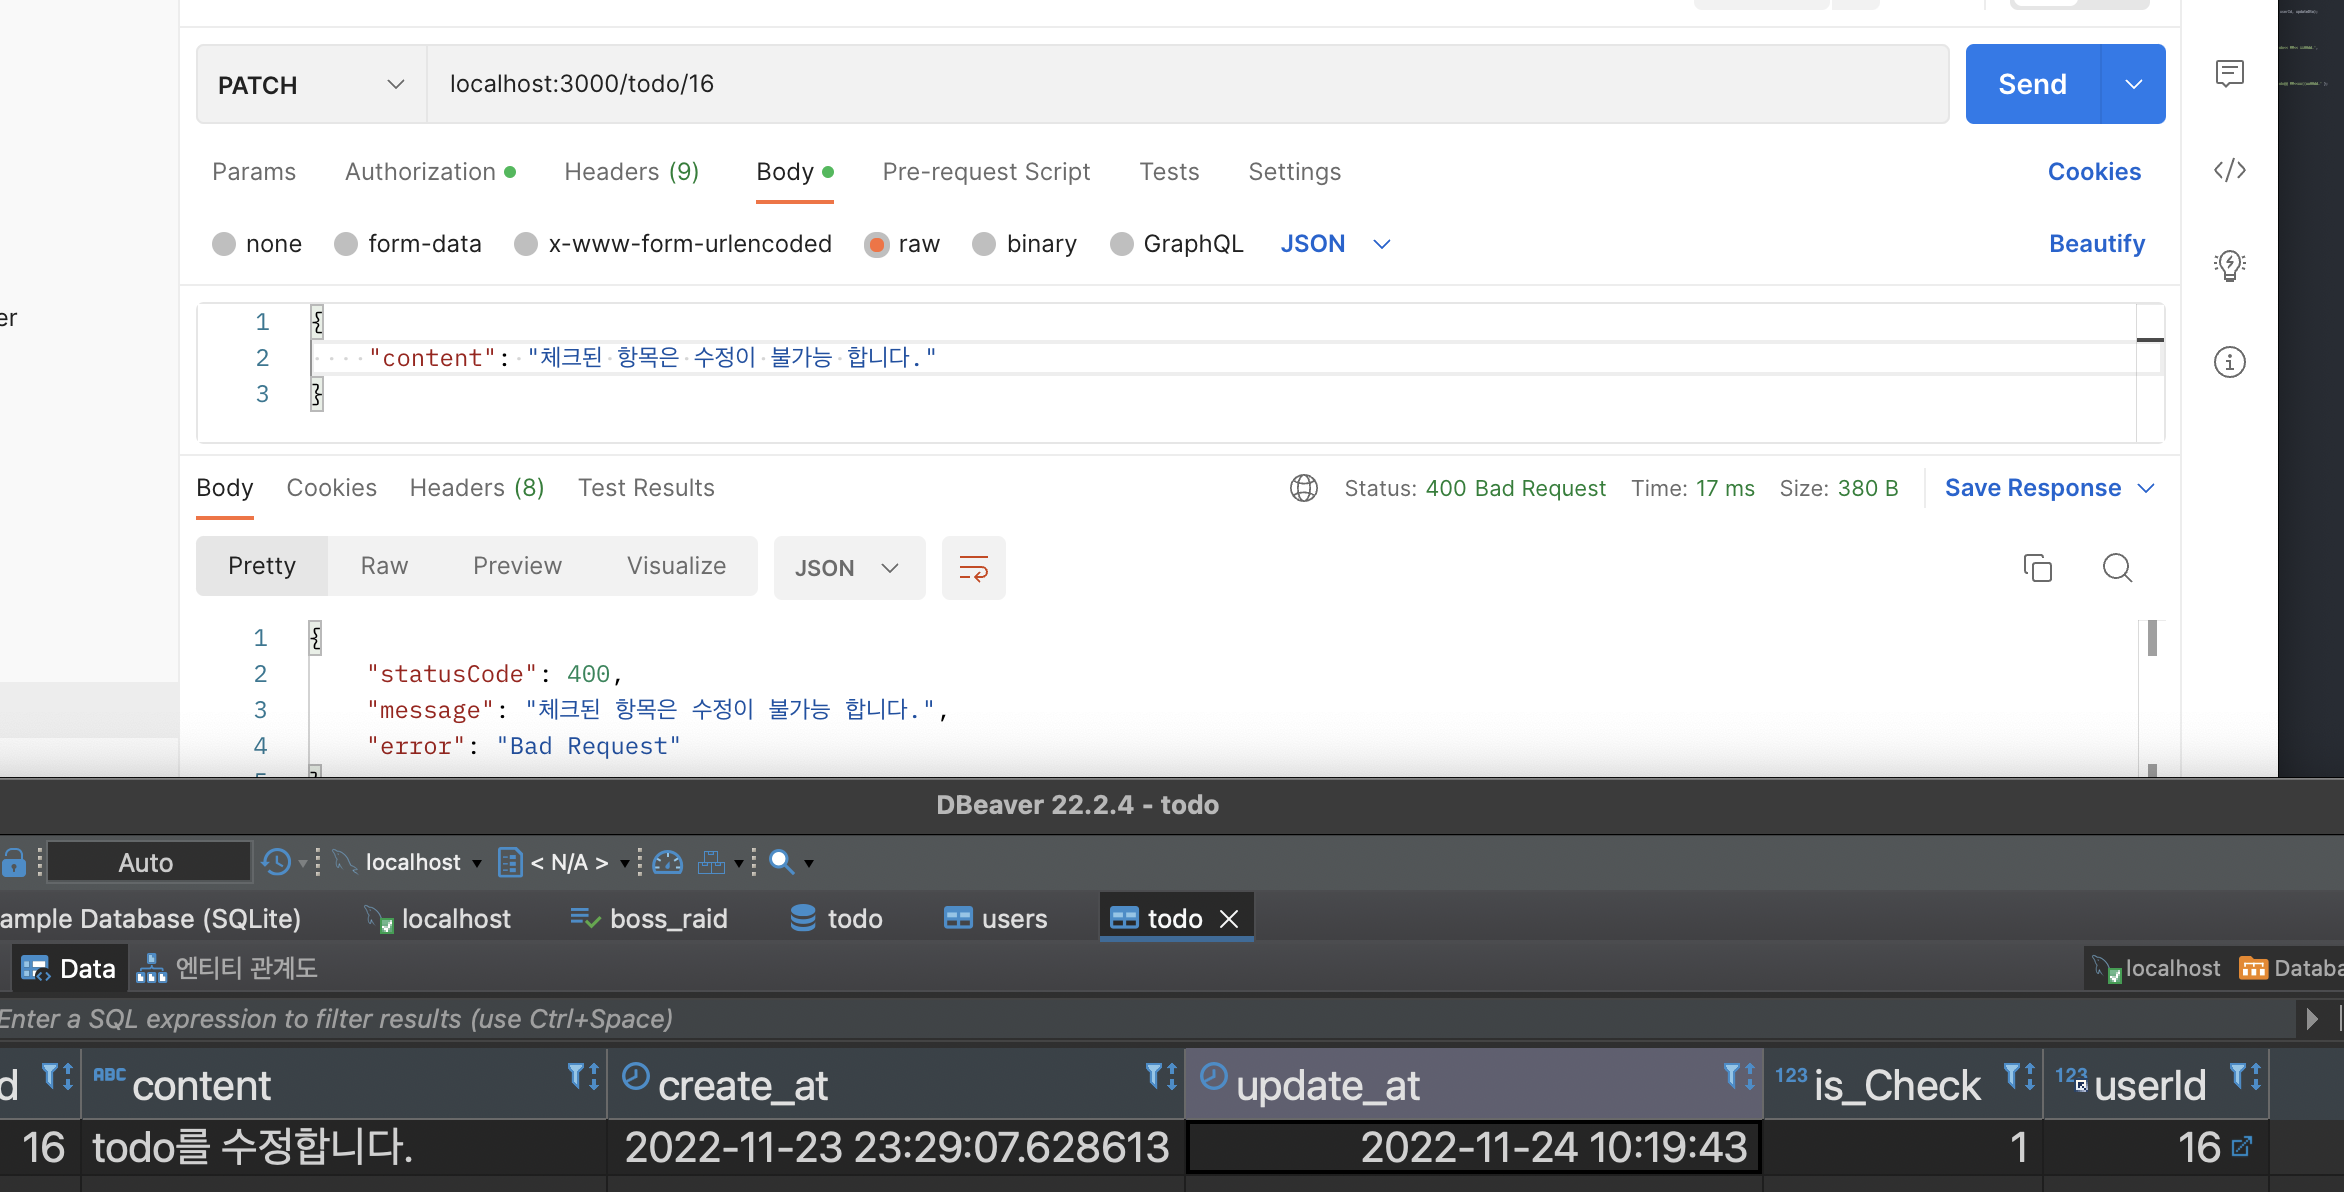 PATCH
localhost:3000/todo/16
Send
Params
Authorization
Headers (9)
Body
Pre-request Script
Tests
Settings
Cookies
none
form-data
x-www-form-urlencoded
raw
binary
GraphQL
JSON
Beautify
er
1 {
2 "content": "체크된 항목은 수정이 불가능 합니다."
3 }
Body
Cookies
Headers (8)
Test Results
Status: 400 Bad Request
Time: 17 ms
Size: 380 B
Save Response
Pretty
Raw
Preview
Visualize
JSON
1 {
2 "statusCode": 400,
3 "message": "체크된 항목은 수정이 불가능 합니다.",
4 "error": "Bad Request"
5 }
DBeaver 22.2.4 - todo
Auto
localhost
< N/A >
ample Database (SQLite)
localhost
boss_raid
todo
users
todo
Data
엔티티 관계도
localhost
Databa
Enter a SQL expression to filter results (use Ctrl+Space)
d
ABC content
create_at
update_at
123 is_Check
123 userId
16
todo를 수정합니다.
2022-11-23 23:29:07.628613
2022-11-24 10:19:43
1
16